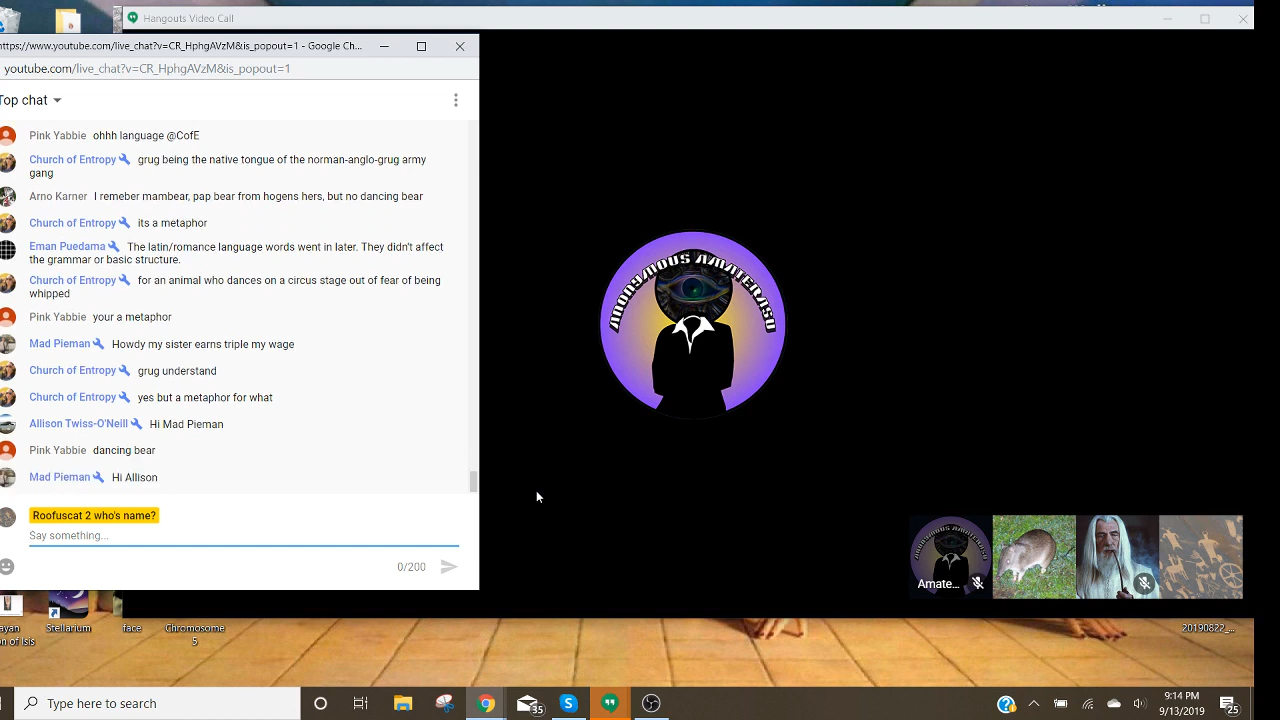 Hangouts Video Call
https://www.youtube.com/live_chat?v=CR_HphgAVzM&is_popout=1 - Google Ch...
youtube.com/live_chat?v=CR_HphgAVzM&is_popout=1
Top chat
Pink Yabbie ohhh language @CofE
Church of Entropy grug being the native tongue of the norman-anglo-grug army
gang
Arno Karner I remeber mambear, pap bear from hogens hers, but no dancing bear
Church of Entropy its a metaphor
Eman Puedama The latin/romance language words went in later. They didn't affect
the grammar or basic structure.
Church of Entropy for an animal who dances on a circus stage out of fear of being
whipped
Pink Yabbie your a metaphor
Mad Pieman Howdy my sister earns triple my wage
Church of Entropy grug understand
Church of Entropy yes but a metaphor for what
Allison Twiss-O'Neill Hi Mad Pieman
Pink Yabbie dancing bear
Mad Pieman Hi Allison
Roofuscat 2 who's name?
Say something...
0/200
ANONYMOUS AMATERASU
ANONYMOUS AMATERASU
Amate...
Stellarium
face
Chromosome
5
20190822_...
Type here to search
35
9:14 PM
9/13/2019
25